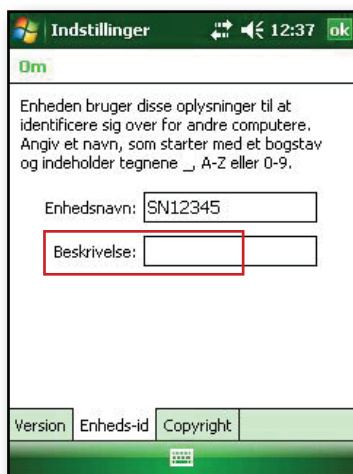 Indstillinger 12:37 ok
Om
Enheden bruger disse oplysninger til at
identificere sig over for andre computere.
Angiv et navn, som starter med et bogstav
og indeholder tegnene _, A-Z eller 0-9.
Enhedsnavn: SN12345
Beskrivelse:
Version Enheds-id Copyright